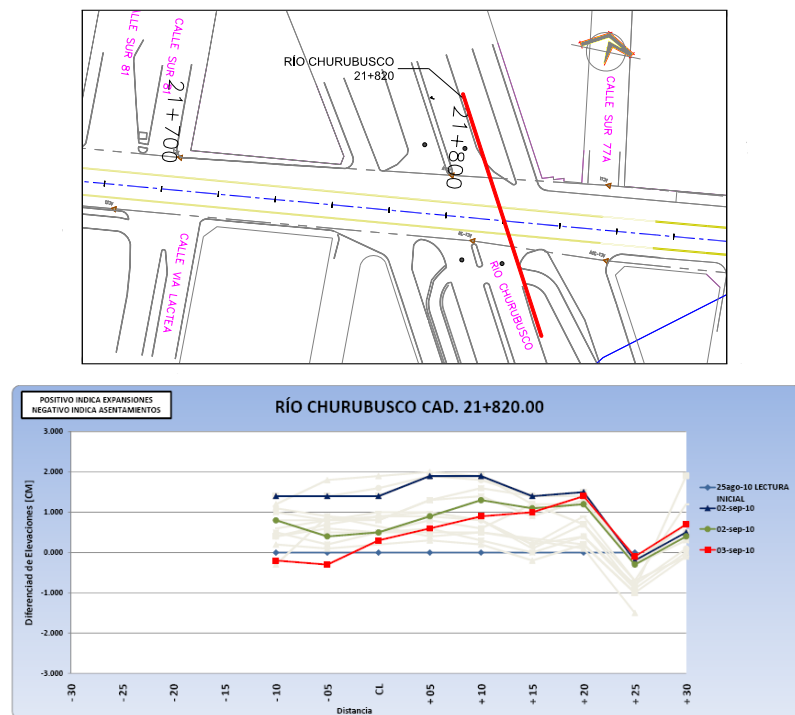 CALLE SUR 81
CALLE SUR 81
21+700
RÍO CHURUBUSCO
21+820
21+800
CALLE SUR 77A
CALLE VIA LACTEA
RIO CHURUBUSCO
POSITIVO INDICA EXPANSIONES
NEGATIVO INDICA ASENTAMIENTOS
RÍO CHURUBUSCO CAD. 21+820.00
Diferenciad de Elevaciones [CM]
3.000
2.000
1.000
0.000
-1.000
-2.000
-3.000
- 30
- 25
- 20
- 15
- 10
- 05
CL
+ 05
+ 10
+ 15
+ 20
+ 25
+ 30
Distancia
25ago-10 LECTURA
INICIAL
02-sep-10
02-sep-10
03-sep-10